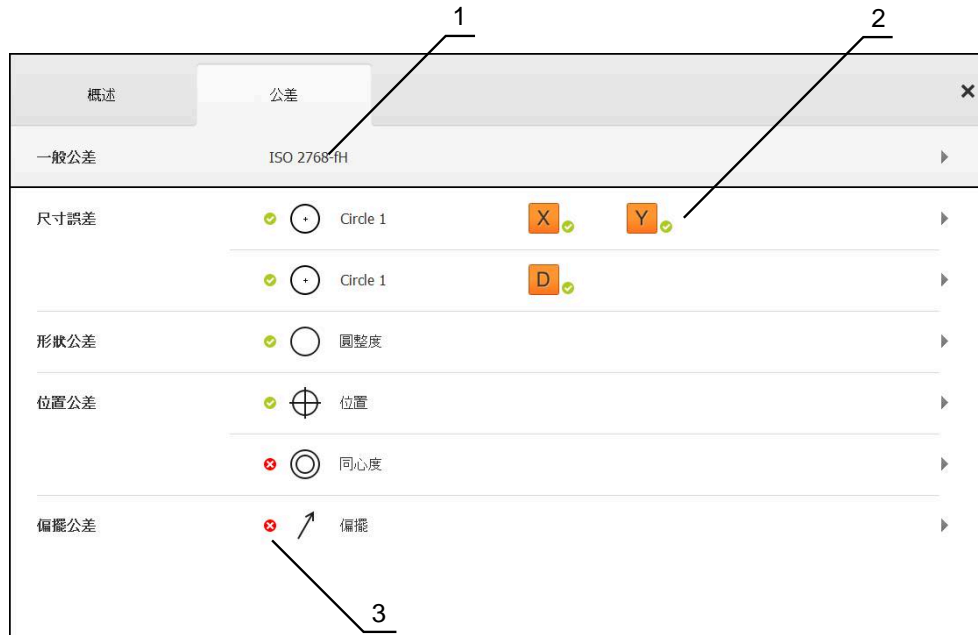 1 2
概述 公差
一般公差 ISO 2768-fH
尺寸誤差 Circle 1 X Y
Circle 1 D
形狀公差 圓整度
位置公差 位置
同心度
偏擺公差 偏擺
3